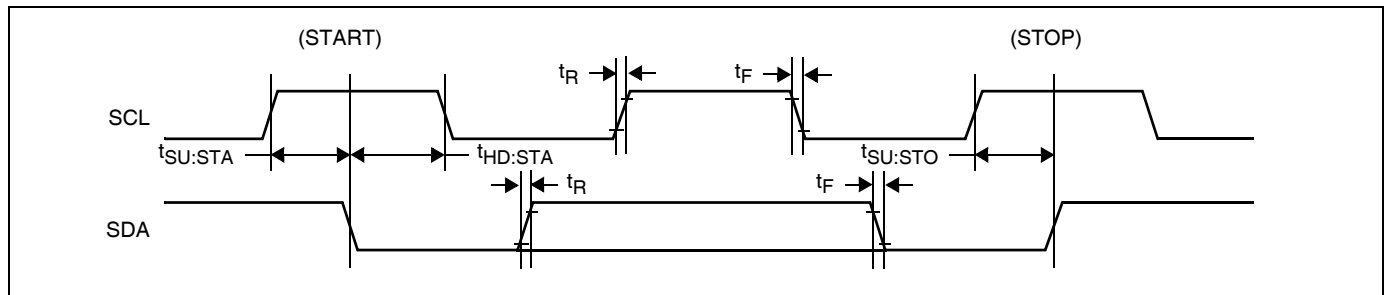 (START)
(STOP)
tR
tF
SCL
tSU:STA
tHD:STA
tSU:STO
tR
tF
SDA